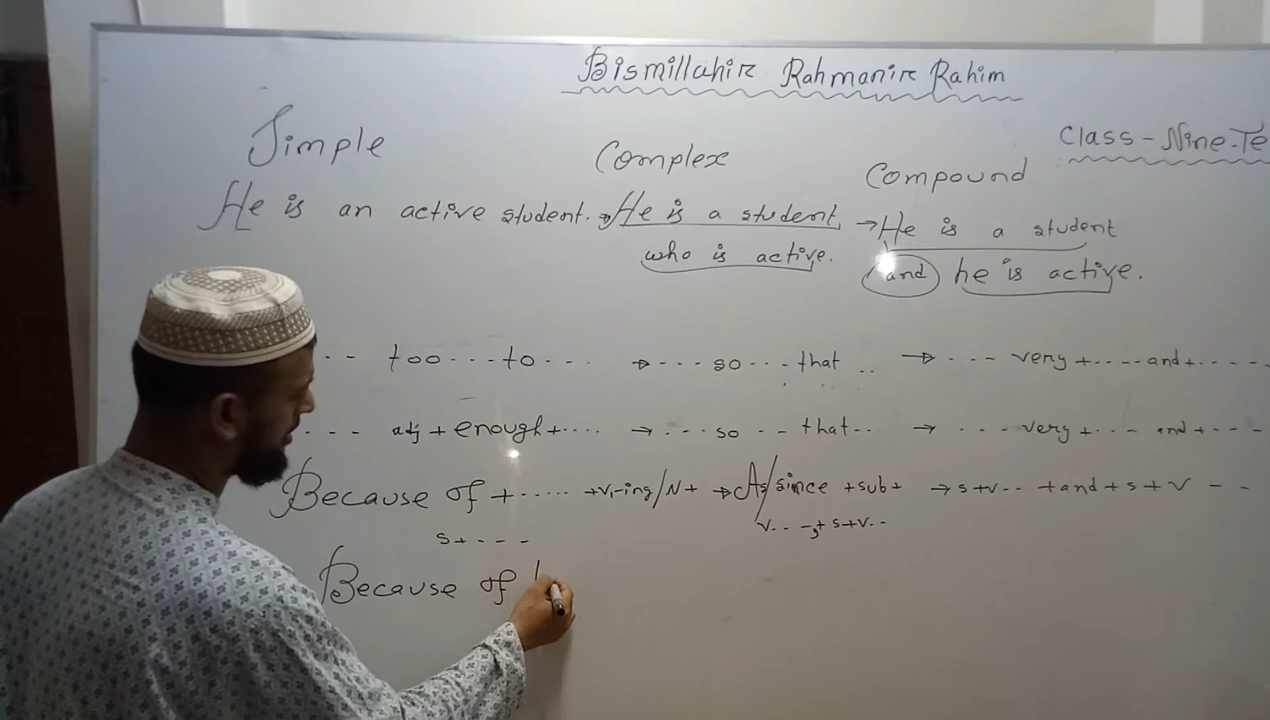 Bismillahir Rahmanir Rahim
Class-Nine-Te
Simple
Complex
Compound
He is an active student. → He is a student, → He is a student
who is active. and he is active.
-- too...to... → ---so...that .. → ....very +....and+.....
... adj + enough+.... → ...so ...that.. → ....very +... and +....
Because of +...... +v-ing/N+ → As/since +sub+ → s+v.. +and+s+v - -
s+---- v.. -,+s+v..
Because of